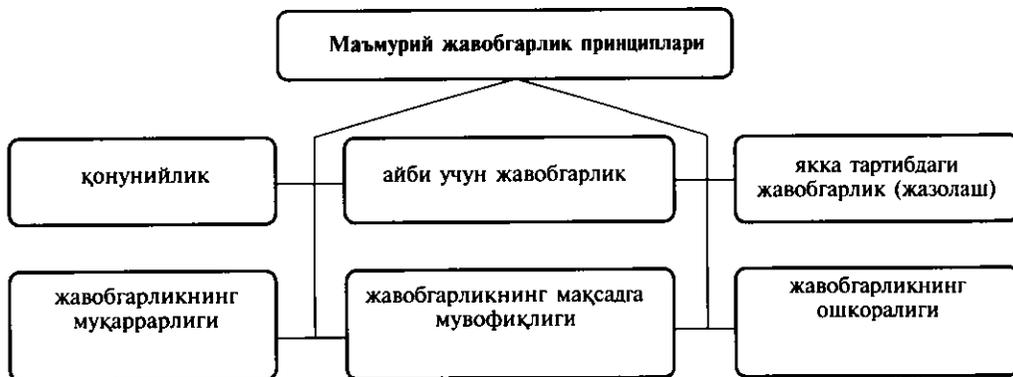 Маъмурий жавобгарлик принциплари
қонунийлик
айби учун жавобгарлик
якка тартибдаги
жавобгарлик (жазолаш)
жавобгарликнинг
муқаррарлиги
жавобгарликнинг мақсадга
мувофиқлиги
жавобгарликнинг
ошкоралиги